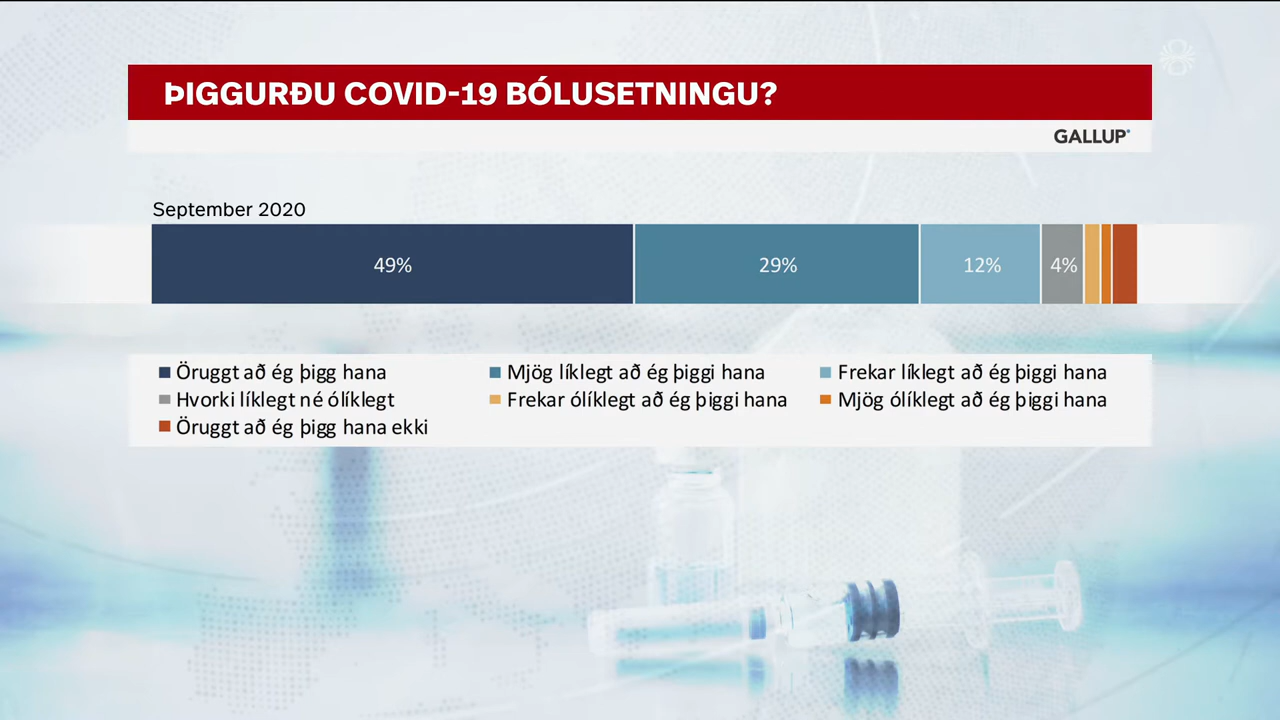 ÞIGGURÐU COVID-19 BÓLUSETNINGU?
GALLUP
September 2020
49% 29% 12% 4%
Öruggt að ég þigg hana Mjög líklegt að ég þiggi hana Frekar líklegt að ég þiggi hana
Hvorki líklegt né ólíklegt Frekar ólíklegt að ég þiggi hana Mjög ólíklegt að ég þiggi hana
Öruggt að ég þigg hana ekki